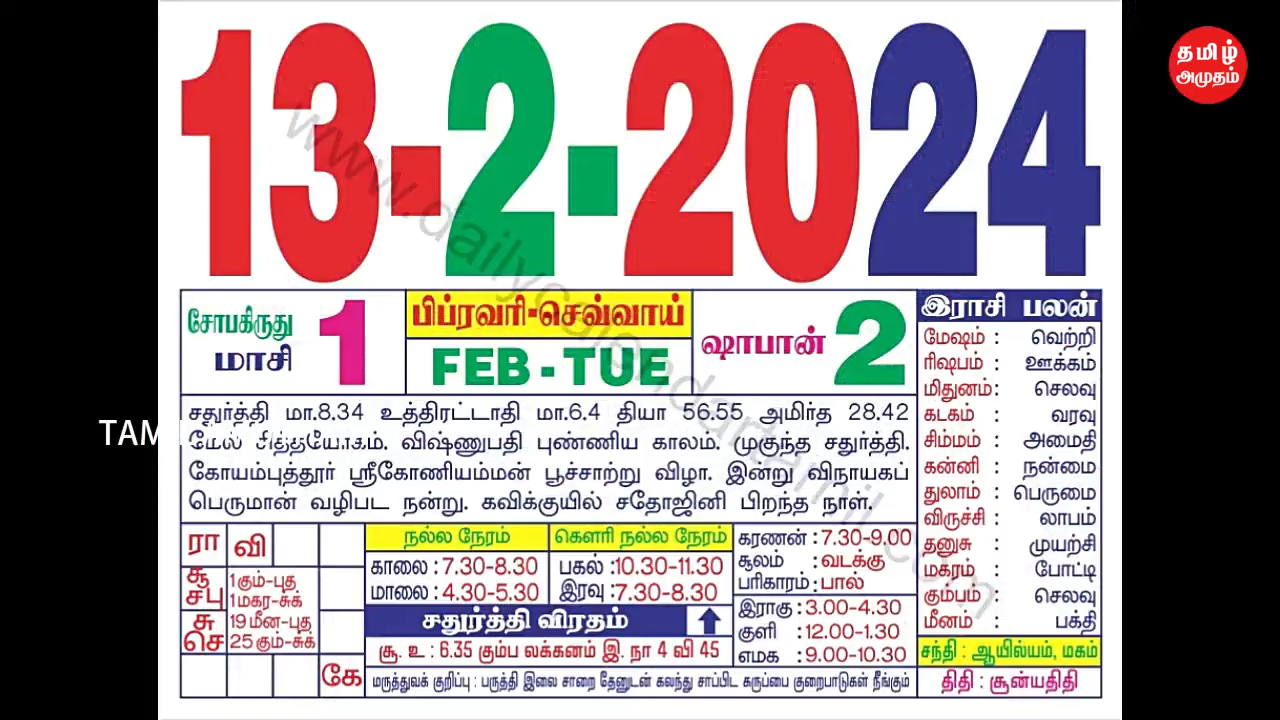 தமிழ்
அமுதம்
13-2-2024
www.dailycalendartamil.com
சோபகிருது
மாசி 1
பிப்ரவரி-செவ்வாய்
FEB - TUE
ஷாபான் 2
சதுர்த்தி மா.8.34 உத்திரட்டாதி மா.6.4 தியா 56.55 அமிர்த 28.42
மேல் சித்தயோகம். விஷ்ணுபதி புண்ணிய காலம். முகுந்த சதுர்த்தி.
கோயம்புத்தூர் ஸ்ரீகோணியம்மன் பூச்சாற்று விழா. இன்று விநாயகப்
பெருமான் வழிபட நன்று. கவிக்குயில் சதோஜினி பிறந்த நாள்.
இராசி பலன்
மேஷம் : வெற்றி
ரிஷபம் : ஊக்கம்
மிதுனம் : செலவு
கடகம் : வரவு
சிம்மம் : அமைதி
கன்னி : நன்மை
துலாம் : பெருமை
விருச்சி : லாபம்
தனுசு : முயற்சி
மகரம் : போட்டி
கும்பம் : செலவு
மீனம் : பக்தி
சந்தி : ஆயில்யம், மகம்
திதி : சூன்யதிதி
ரா வி
சூ
சுபு
சு
செ
கே
1கும்-புத
1மகர-சுக்
19மீன-புத
25கும்-சுக்
நல்ல நேரம்
காலை : 7.30-8.30
மாலை : 4.30-5.30
கௌரி நல்ல நேரம்
பகல் : 10.30-11.30
இரவு : 7.30-8.30
சதுர்த்தி விரதம்
சூ. உ : 6.35 கும்ப லக்கனம் இ. நா 4 வி 45
கரணன் : 7.30-9.00
சூலம் : வடக்கு
பரிகாரம் : பால்
இராகு : 3.00-4.30
குளி : 12.00-1.30
எமக : 9.00-10.30
மருத்துவக் குறிப்பு : பருத்தி இலை சாறை தேனுடன் கலந்து சாப்பிட கருப்பை குறைபாடுகள் நீங்கும்